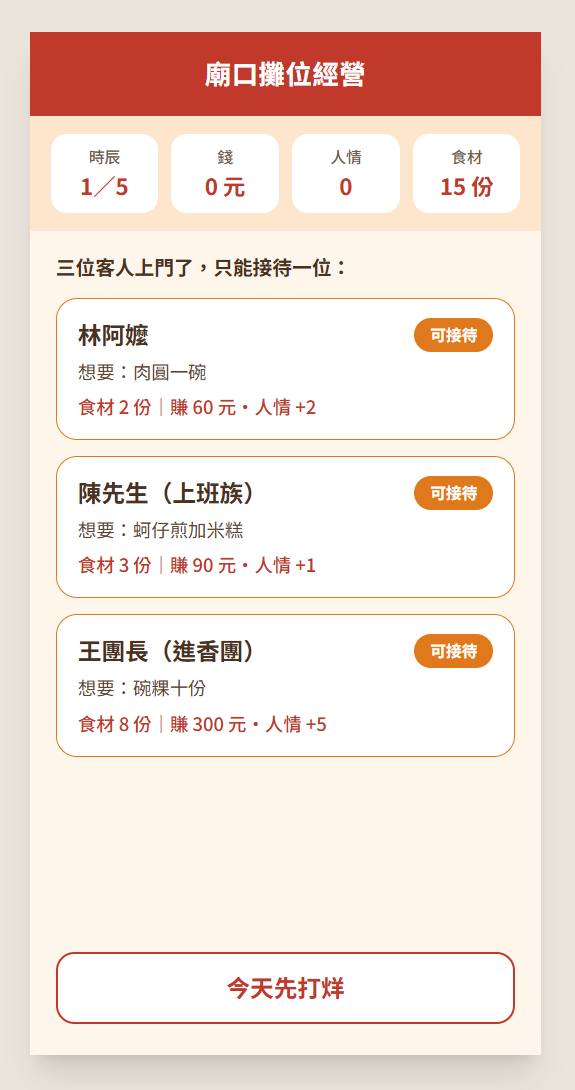 廟口攤位經營
時辰
1／5
錢
0 元
人情
0
食材
15 份
三位客人上門了，只能接待一位：
林阿嬤
可接待
想要：肉圓一碗
食材 2 份｜賺 60 元・人情 +2
陳先生（上班族）
可接待
想要：蚵仔煎加米糕
食材 3 份｜賺 90 元・人情 +1
王團長（進香團）
可接待
想要：碗粿十份
食材 8 份｜賺 300 元・人情 +5
今天先打烊